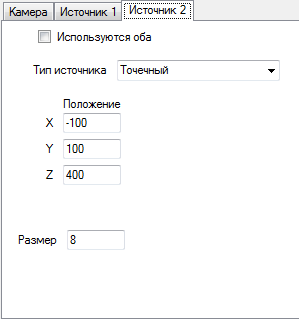 Камера Источник 1 Источник 2
Используются оба
Тип источника Точечный
Положение
X -100
Y 100
Z 400
Размер 8